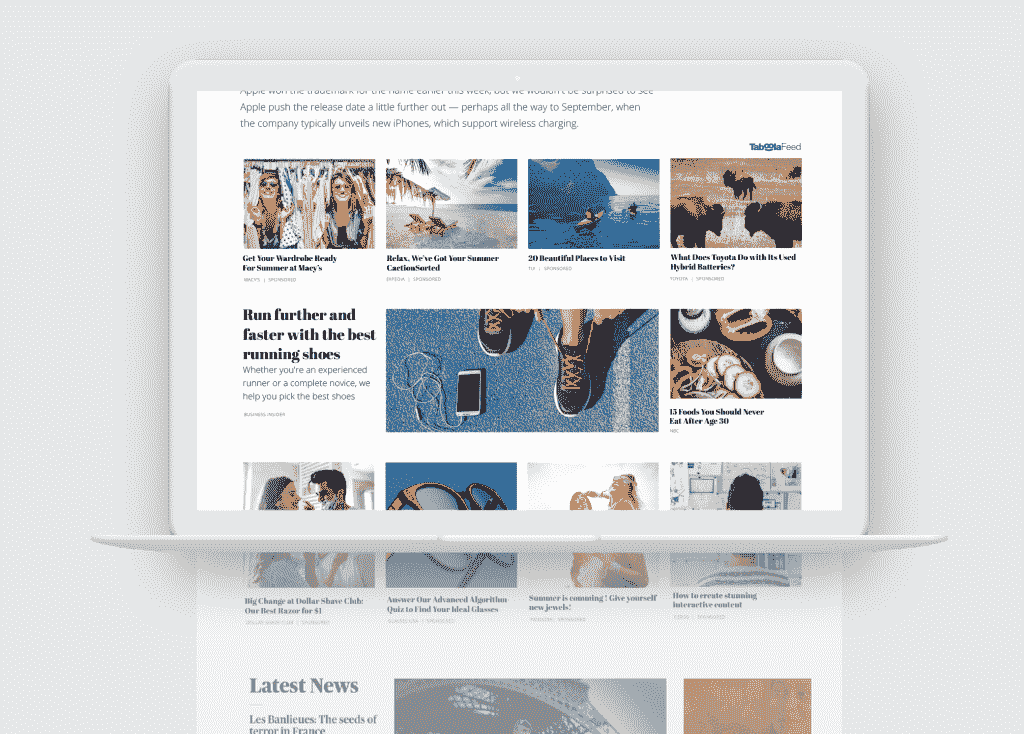 Apple won the trademark for the name earlier this week, but we wouldn't be surprised to see
Apple push the release date a little further out — perhaps all the way to September, when
the company typically unveils new iPhones, which support wireless charging.
Taboola Feed
Get Your Wardrobe Ready
For Summer at Macy's
MACY'S | SPONSORED
Relax, We've Got Your Summer
CactionSorted
EXPEDIA | SPONSORED
20 Beautiful Places to Visit
TUI | SPONSORED
What Does Toyota Do with Its Used
Hybrid Batteries?
TOYOTA | SPONSORED
Run further and
faster with the best
running shoes
Whether you're an experienced
runner or a complete novice, we
help you pick the best shoes
BUSINESS INSIDER
15 Foods You Should Never
Eat After Age 30
NBC
Big Change at Dollar Shave Club:
Our Best Razor for $1
DOLLAR SHAVE CLUB | SPONSORED
Answer Our Advanced Algorithm
Quiz to Find Your Ideal Glasses
GLASSES USA | SPONSORED
Summer is comming ! Give yourself
new jewels!
SPONSORED
How to create stunning
interactive content
SPONSORED
Latest News
Les Banlieues: The seeds of
terror in France